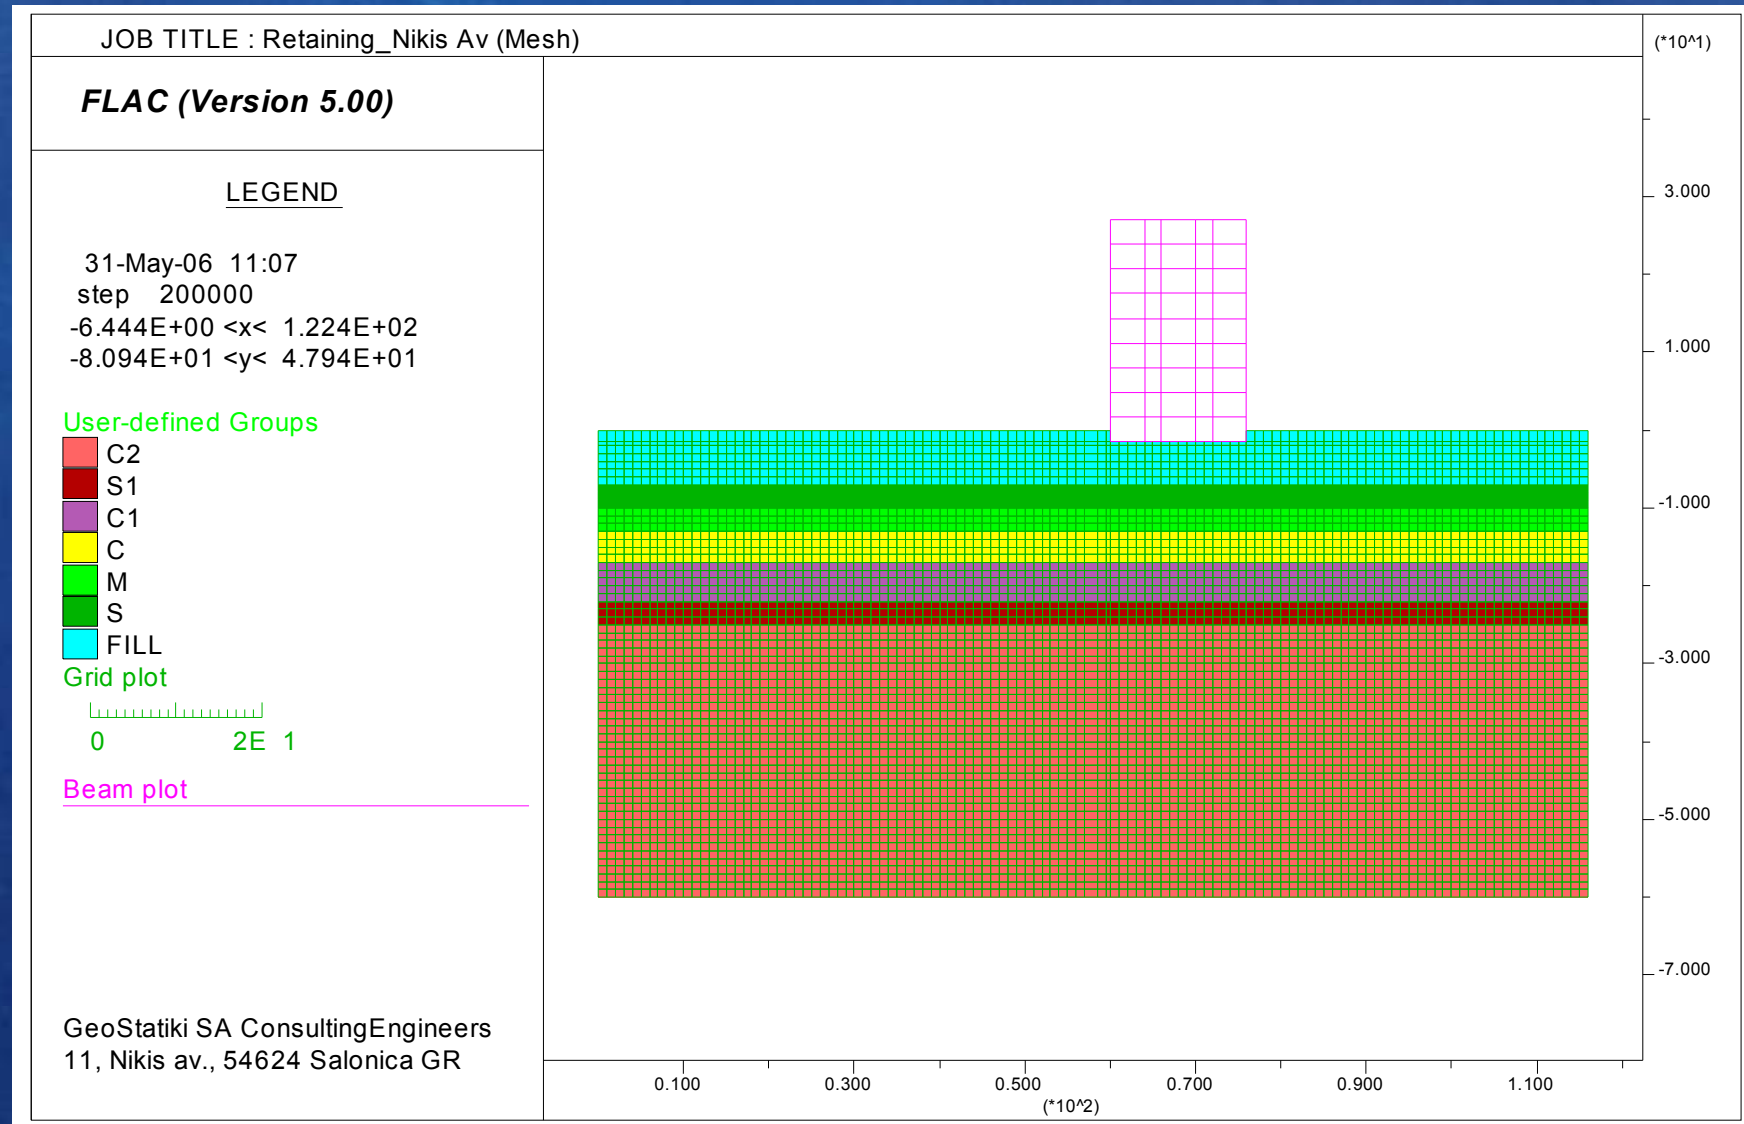 JOB TITLE : Retaining_Nikis Av (Mesh)
(*10^1)
FLAC (Version 5.00)
LEGEND
31-May-06 11:07
step 200000
-6.444E+00 <x< 1.224E+02
-8.094E+01 <y< 4.794E+01
User-defined Groups
C2
S1
C1
C
M
S
FILL
Grid plot
0 2E 1
Beam plot
GeoStatiki SA ConsultingEngineers
11, Nikis av., 54624 Salonica GR
3.000
1.000
-1.000
-3.000
-5.000
-7.000
0.100 0.300 0.500 0.700 0.900 1.100
(*10^2)